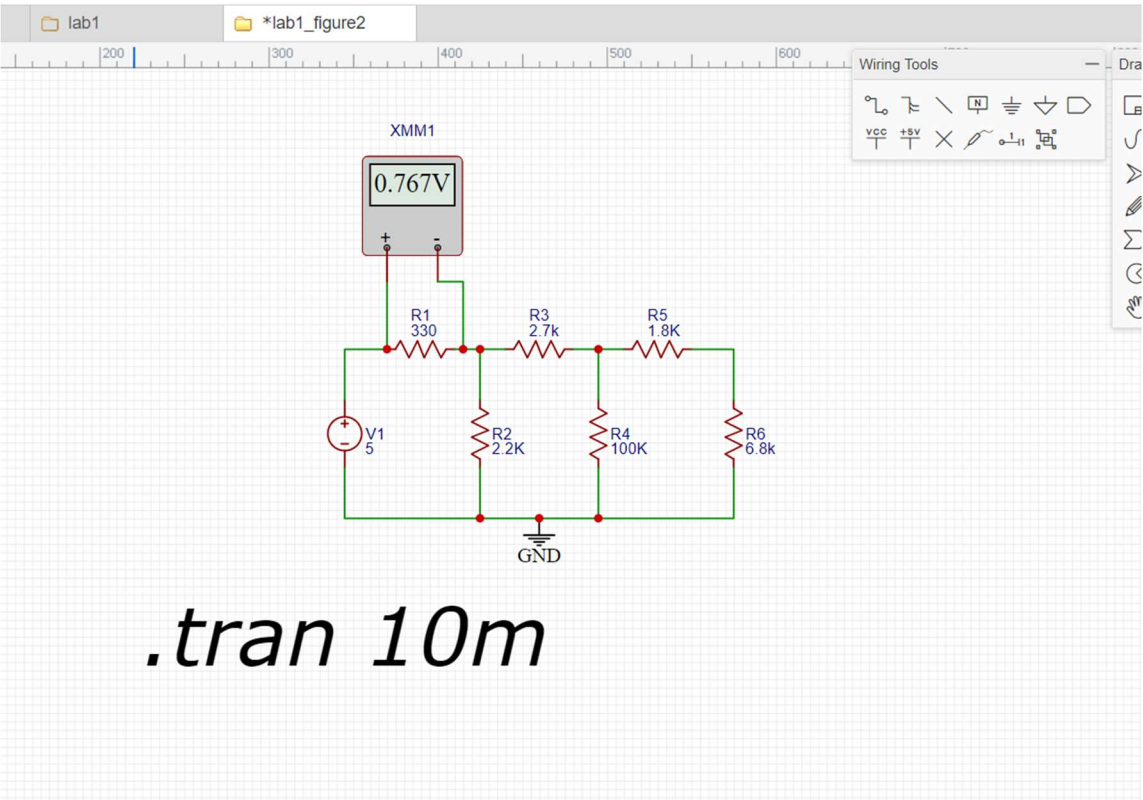 lab1 *lab1_figure2
200 300 400 500 600
Wiring Tools Dra
N
VCC +5V
XMM1
0.767V
+ -
R1 R3 R5
330 2.7k 1.8K
V1 R2 R4 R6
5 2.2K 100K 6.8k
GND
.tran 10m